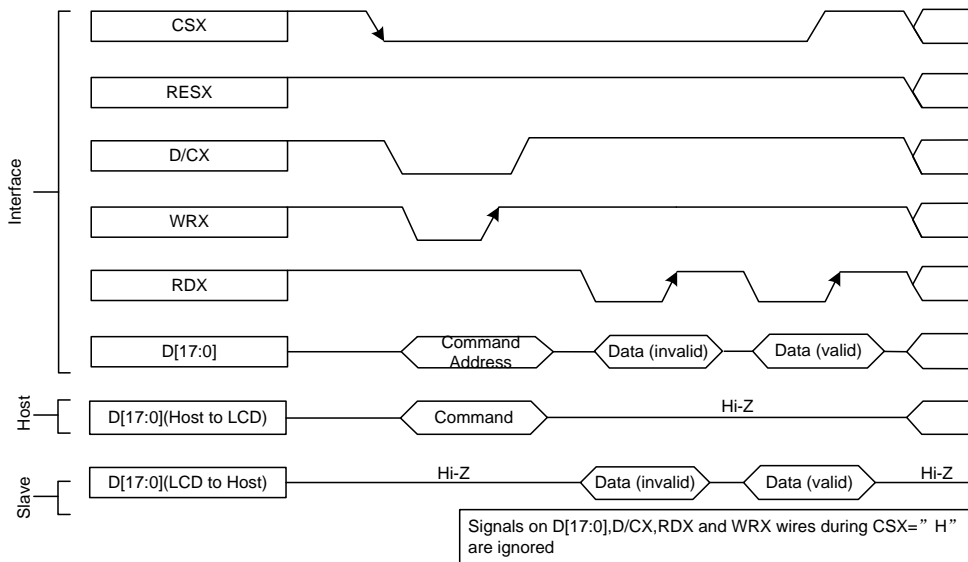 Interface
CSX
RESX
D/CX
WRX
RDX
D[17:0]
Command
Address
Data (invalid)
Data (valid)
Host
D[17:0](Host to LCD)
Command
Hi-Z
Slave
D[17:0](LCD to Host)
Hi-Z
Data (invalid)
Data (valid)
Hi-Z
Signals on D[17:0],D/CX,RDX and WRX wires during CSX=”H”
are ignored